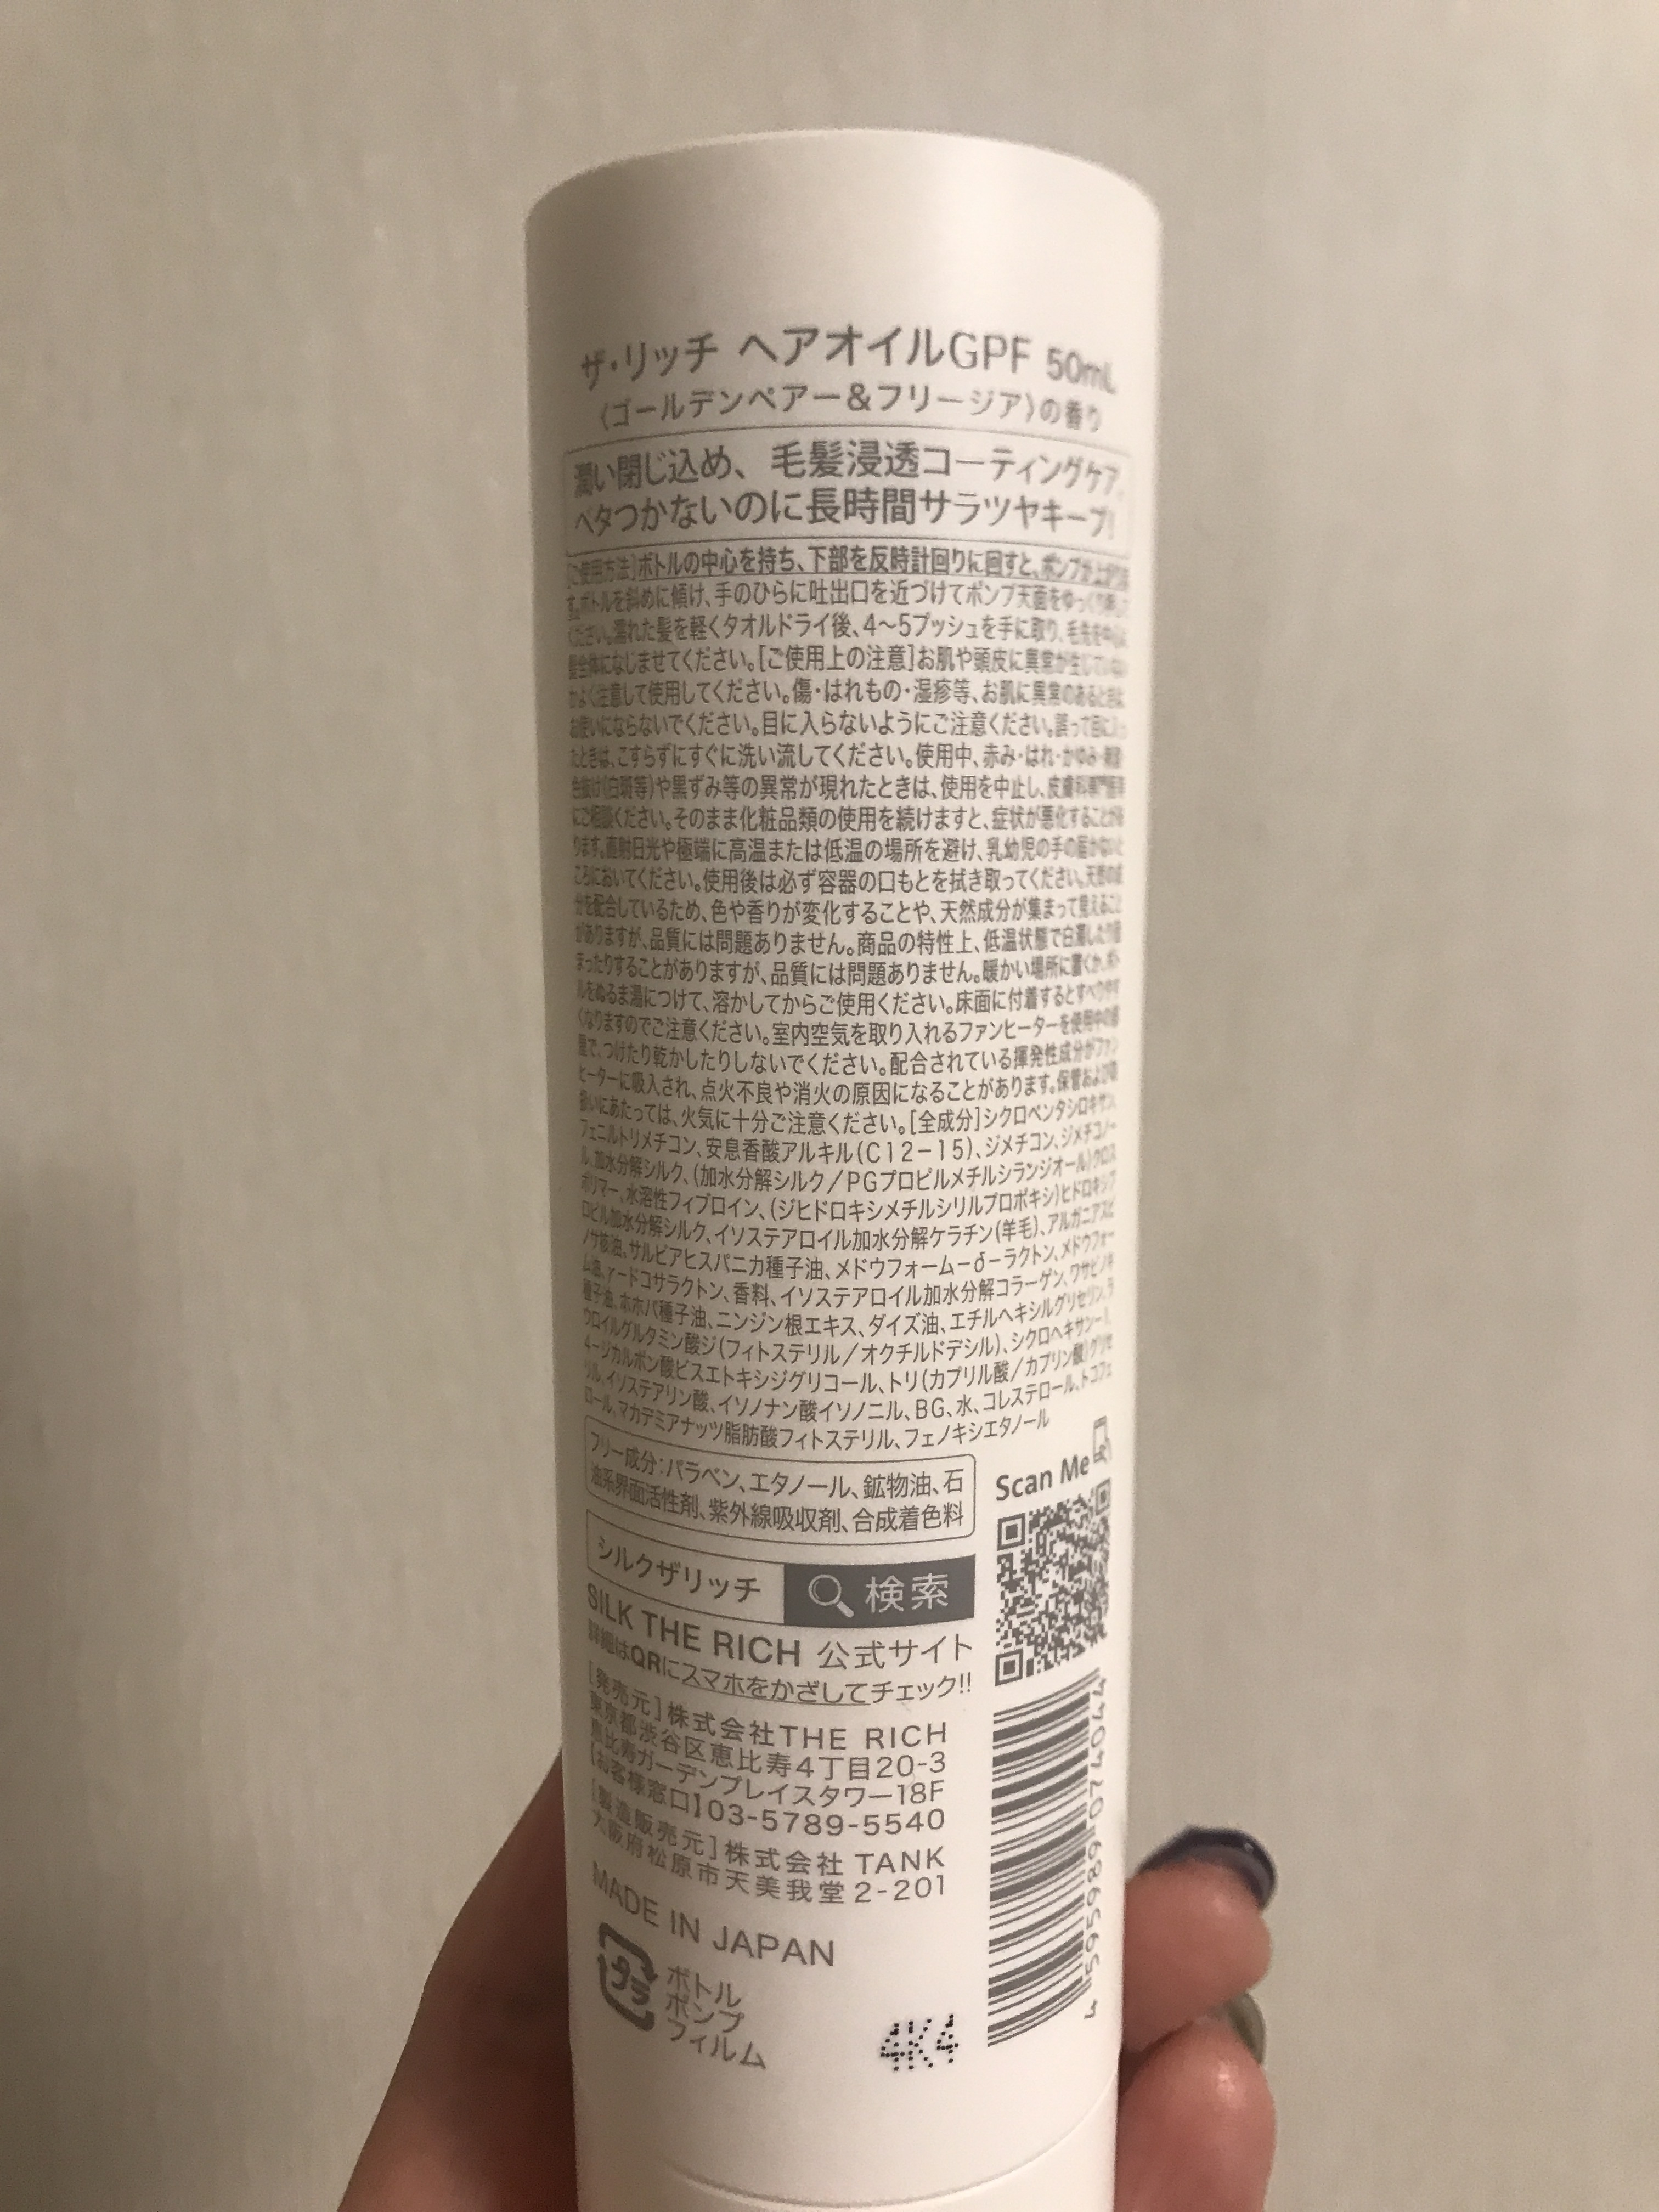 ザ・リッチ ヘアオイルGPF 50mL
〈ゴールデンペアー＆フリージア〉の香り
潤い閉じ込め、毛髪浸透コーティングケア。
ベタつかないのに長時間サラツヤキープ!
[ご使用方法]ボトルの中心を持ち、下部を反時計回りに回すと、ポンプが上がりま
す。ボトルを斜めに傾け、手のひらに吐出口を近づけてポンプ天面をゆっくり押して
ください。濡れた髪を軽くタオルドライ後、4〜5プッシュを手に取り、毛先を中心に
髪全体になじませてください。[ご使用上の注意]お肌や頭皮に異常が生じていない
かよく注意して使用してください。傷・はれもの・湿疹等、お肌に異常のあるときは
お使いにならないでください。目に入らないようにご注意ください。誤って目に入っ
たときは、こすらずにすぐに洗い流してください。使用中、赤み・はれ・かゆみ・刺激・
色抜け(白斑等)や黒ずみ等の異常が現れたときは、使用を中止し、皮膚科専門医等
にご相談ください。そのまま化粧品類の使用を続けますと、症状が悪化することがあ
ります。直射日光や極端に高温または低温の場所を避け、乳幼児の手の届かないと
ころにおいてください。使用後は必ず容器の口もとを拭き取ってください。天然の成
分を配合しているため、色や香りが変化することや、天然成分が集まって見えること
がありますが、品質には問題ありません。商品の特性上、低温状態で白濁したり固
まったりすることがありますが、品質には問題ありません。暖かい場所に置くか、ボト
ルをぬるま湯につけて、溶かしてからご使用ください。床面に付着するとすべりやす
くなりますのでご注意ください。室内空気を取り入れるファンヒーターを使用中の部
屋で、つけたり乾かしたりしないでください。配合されている揮発性成分がファン
ヒーターに吸入され、点火不良や消火の原因になることがあります。保管および取
扱いにあたっては、火気に十分ご注意ください。[全成分]シクロペンタシロキサン、
フェニルトリメチコン、安息香酸アルキル(C12-15)、ジメチコン、ジメチコノー
ル、加水分解シルク、(加水分解シルク/PGプロピルメチルシランジオール)クロス
ポリマー、水溶性フィブロイン、(ジヒドロキシメチルシリルプロポキシ)ヒドロキシプ
ロピル加水分解シルク、イソステアロイル加水分解ケラチン(羊毛)、アルガニアスピ
ノサ核油、サルビアヒスパニカ種子油、メドウフォーム-δ-ラクトン、メドウフォー
ム油、γ-ドコサラクトン、香料、イソステアロイル加水分解コラーゲン、ワサビノキ
種子油、ホホバ種子油、ニンジン根エキス、ダイズ油、エチルヘキシルグリセリン、ラ
ウロイルグルタミン酸ジ(フィトステリル/オクチルドデシル)、シクロヘキサン-1,
4-ジカルボン酸ビスエトキシジグリコール、トリ(カプリル酸/カプリン酸)グリセ
リル、イソステアリン酸、イソノナン酸イソノニル、BG、水、コレステロール、トコフェ
ロール、マカデミアナッツ脂肪酸フィトステリル、フェノキシエタノール
フリー成分：パラベン、エタノール、鉱物油、石
油系界面活性剤、紫外線吸収剤、合成着色料
Scan Me
シルクザリッチ 検索
SILK THE RICH 公式サイト
詳細はQRにスマホをかざしてチェック!!
[発売元]株式会社THE RICH
東京都渋谷区恵比寿4丁目20-3
恵比寿ガーデンプレイスタワー18F
【お客様窓口】03-5789-5540
[製造販売元]株式会社 TANK
大阪府松原市天美我堂2-201
MADE IN JAPAN
プラ
ボトル
ポンプ
フィルム
4K4
4 595689 074044